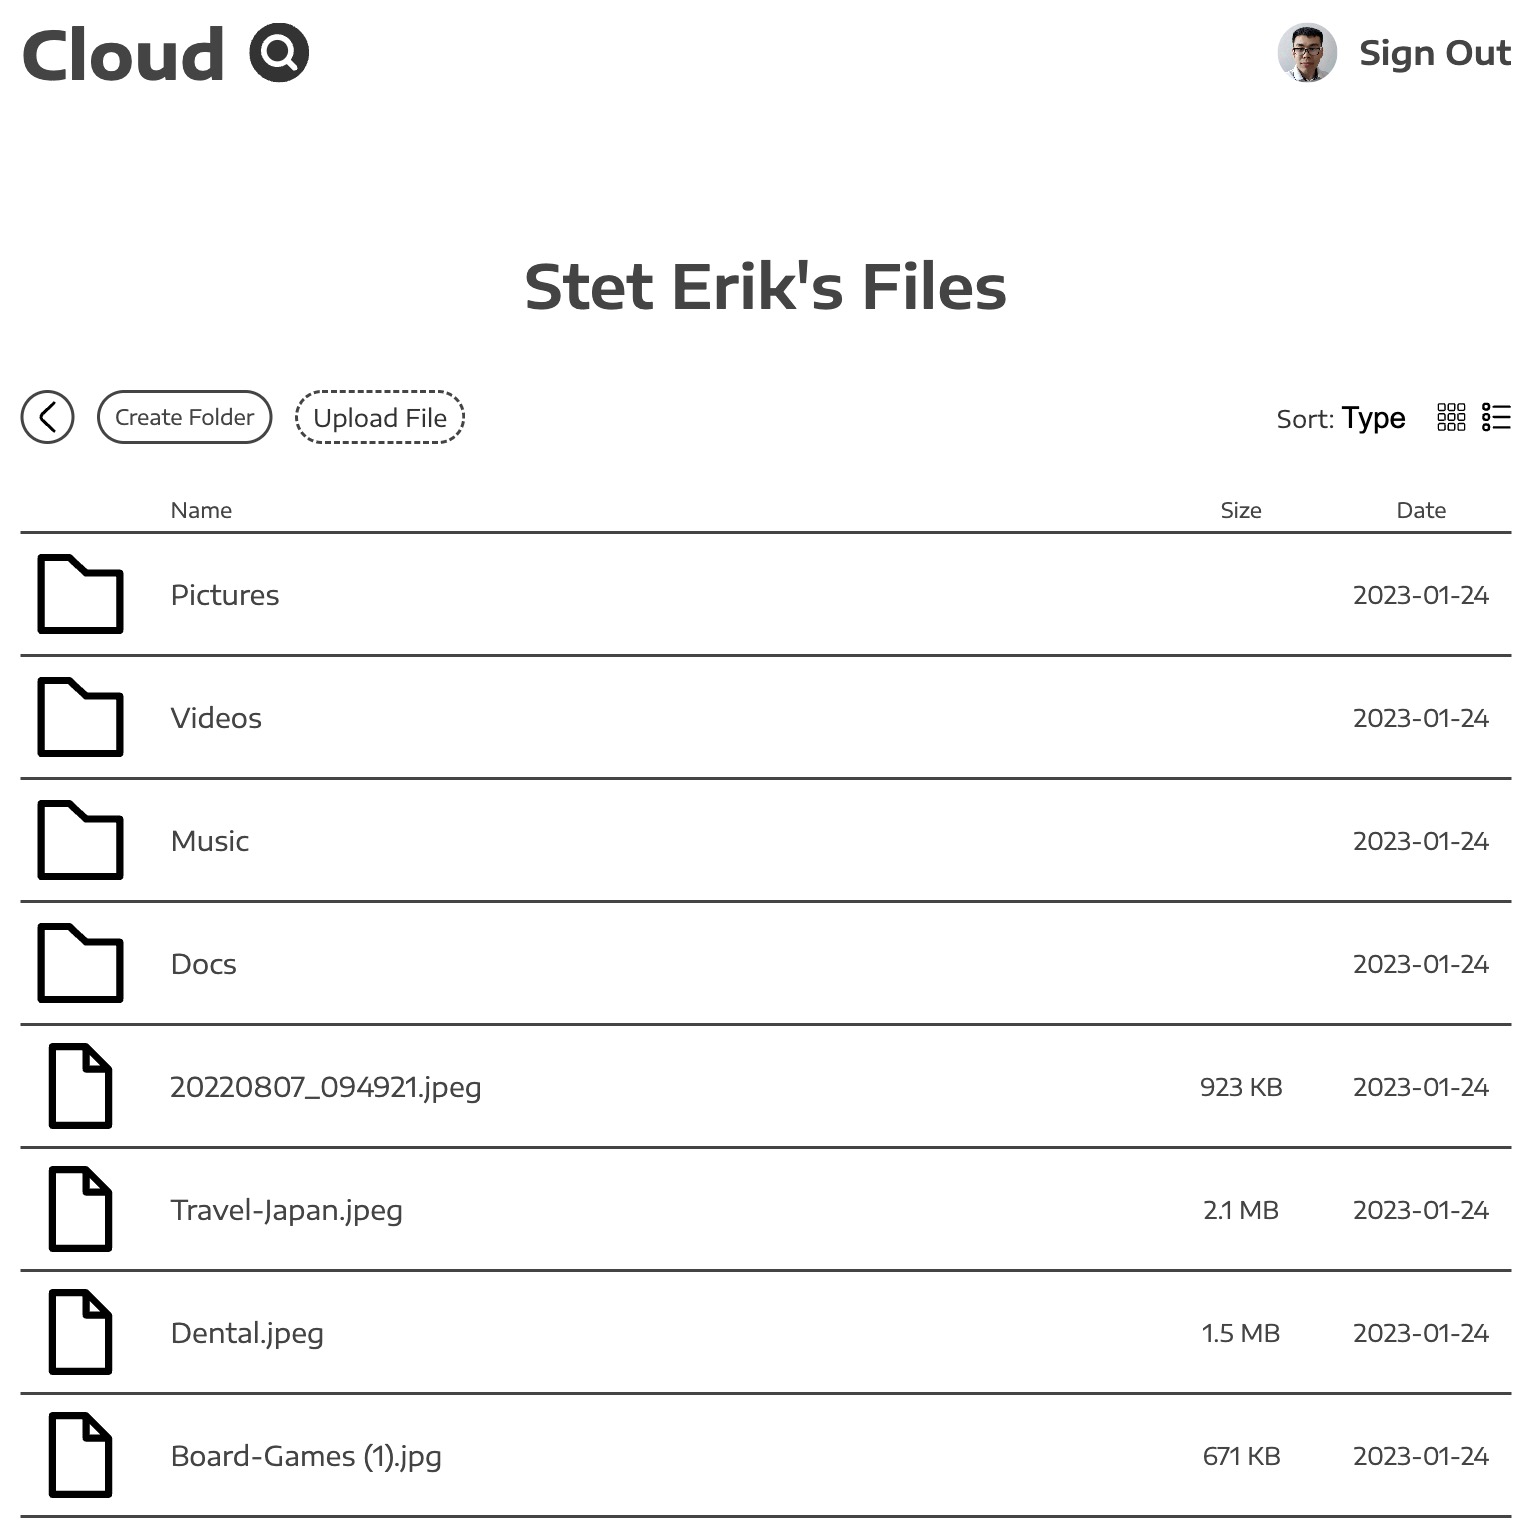 Cloud
Sign Out
Stet Erik's Files
Create Folder
Upload File
Sort: Type
Name Size Date
Pictures 2023-01-24
Videos 2023-01-24
Music 2023-01-24
Docs 2023-01-24
20220807_094921.jpeg 923 KB 2023-01-24
Travel-Japan.jpeg 2.1 MB 2023-01-24
Dental.jpeg 1.5 MB 2023-01-24
Board-Games (1).jpg 671 KB 2023-01-24